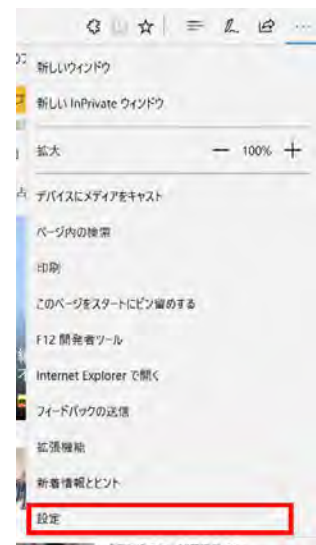 新しいウィンドウ
新しい InPrivate ウィンドウ
拡大 — 100% +
デバイスにメディアをキャスト
ページ内の検索
印刷
このページをスタートにピン留めする
F12 開発者ツール
Internet Explorer で開く
フィードバックの送信
拡張機能
新着情報とヒント
設定